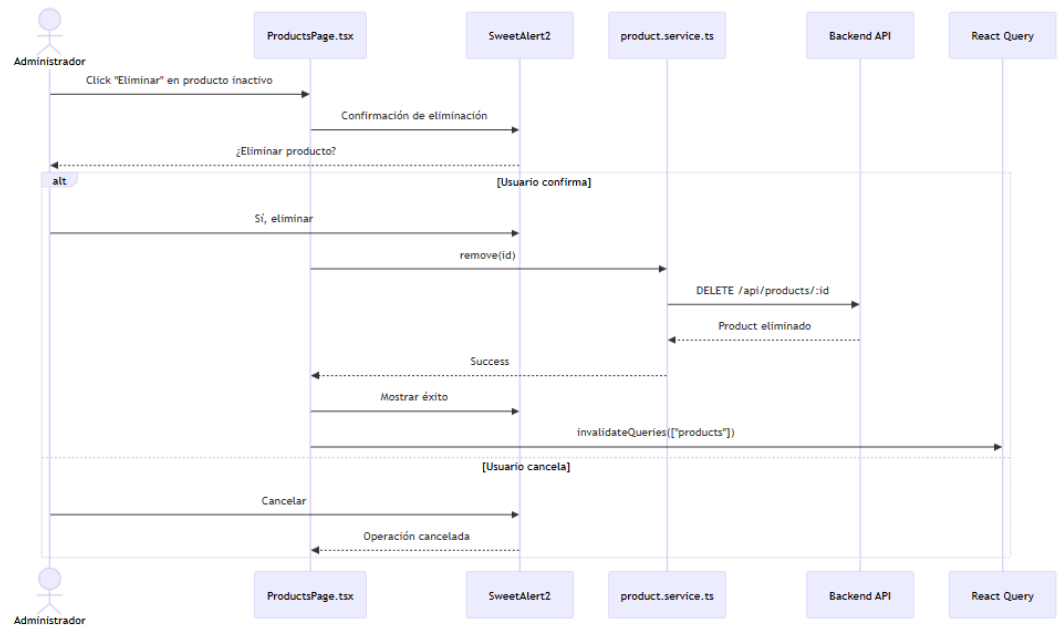 ProductsPage.tsx
SweetAlert2
product.service.ts
Backend API
React Query
Administrador
Click "Eliminar" en producto inactivo
Confirmación de eliminación
¿Eliminar producto?
alt
[Usuario confirma]
Sí, eliminar
remove(id)
DELETE /api/products/:id
Product eliminado
Success
Mostrar éxito
invalidateQueries(["products"])
[Usuario cancela]
Cancelar
Operación cancelada
ProductsPage.tsx
SweetAlert2
product.service.ts
Backend API
React Query
Administrador